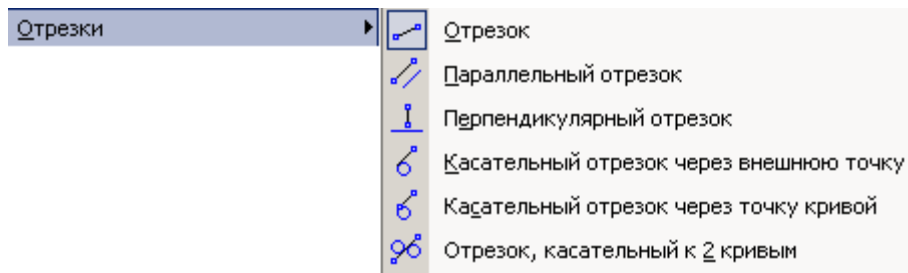 Отрезки
Отрезок
Параллельный отрезок
Перпендикулярный отрезок
Касательный отрезок через внешнюю точку
Касательный отрезок через точку кривой
Отрезок, касательный к 2 кривым